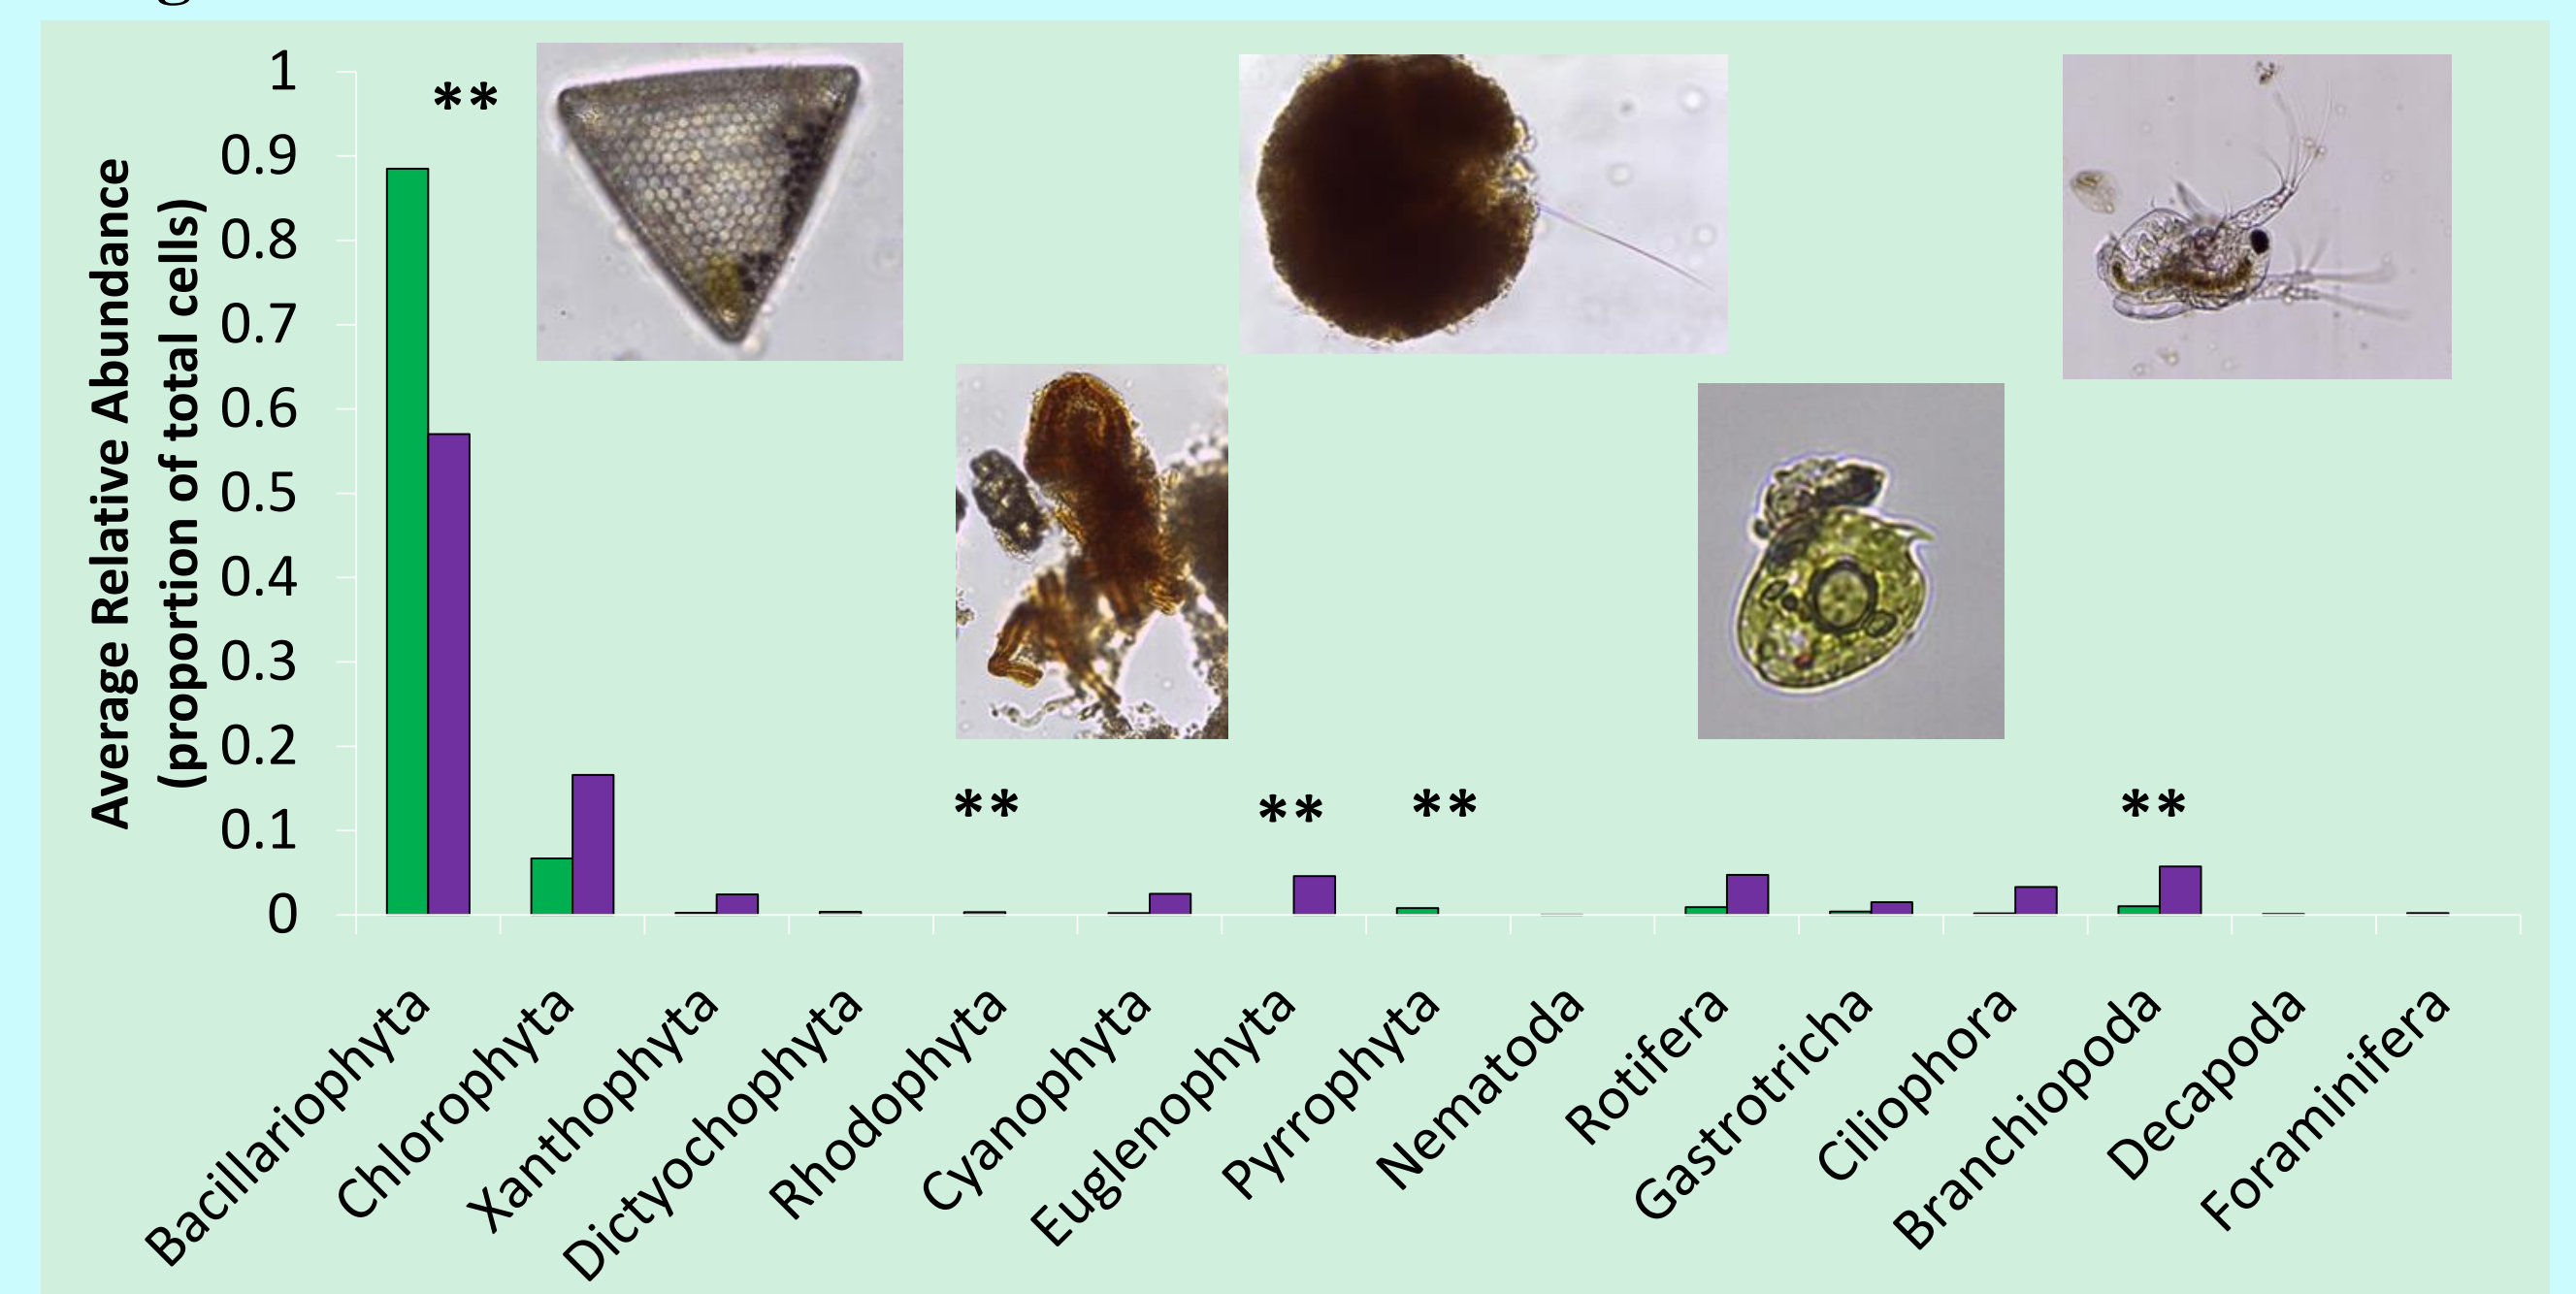 Average Relative Abundance
(proportion of total cells)
1
0.9
0.8
0.7
0.6
0.5
0.4
0.3
0.2
0.1
0
**
**
**
**
**
Bacillariophyta
Chlorophyta
Xanthophyta
Dictyochophyta
Rhodophyta
Cyanophyta
Euglenophyta
Pyrrophyta
Nematoda
Rotifera
Gastrotricha
Ciliophora
Branchiopoda
Decapoda
Foraminifera